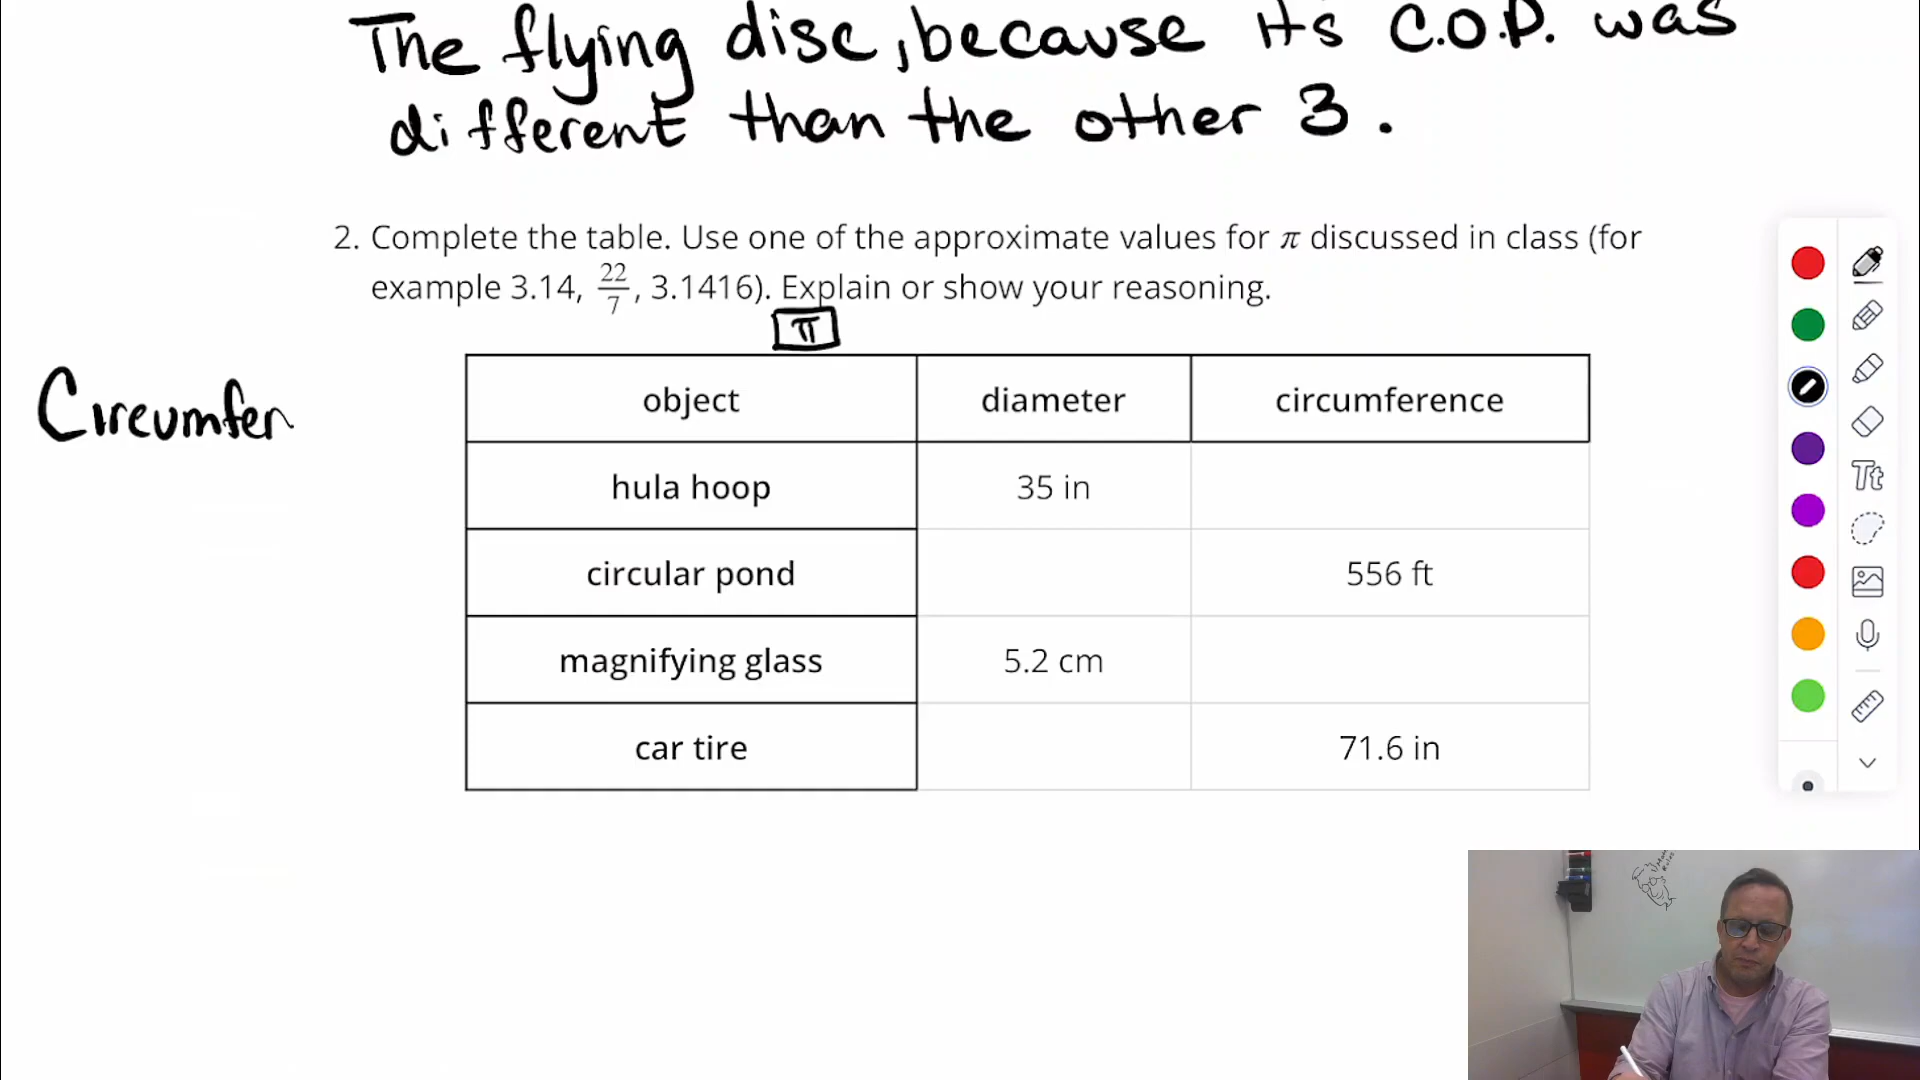 The flying disc, because its C.O.P. was
different than the other 3.
2. Complete the table. Use one of the approximate values for π discussed in class (for
example 3.14, 22/7, 3.1416). Explain or show your reasoning.
π
Circumfer
object diameter circumference
hula hoop 35 in
circular pond 556 ft
magnifying glass 5.2 cm
car tire 71.6 in
Tt